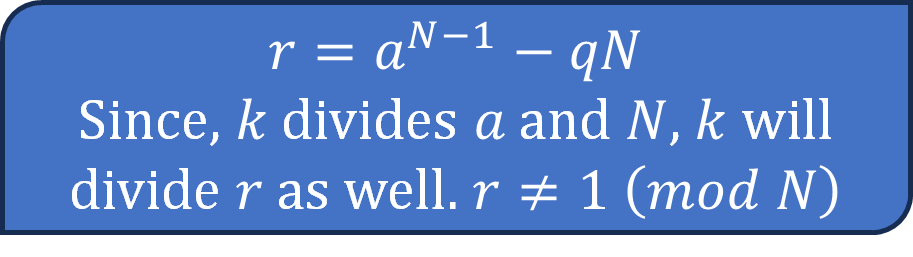 r = a^{N-1} - qN
Since, k divides a and N, k will
divide r as well. r ≠ 1 (mod N)